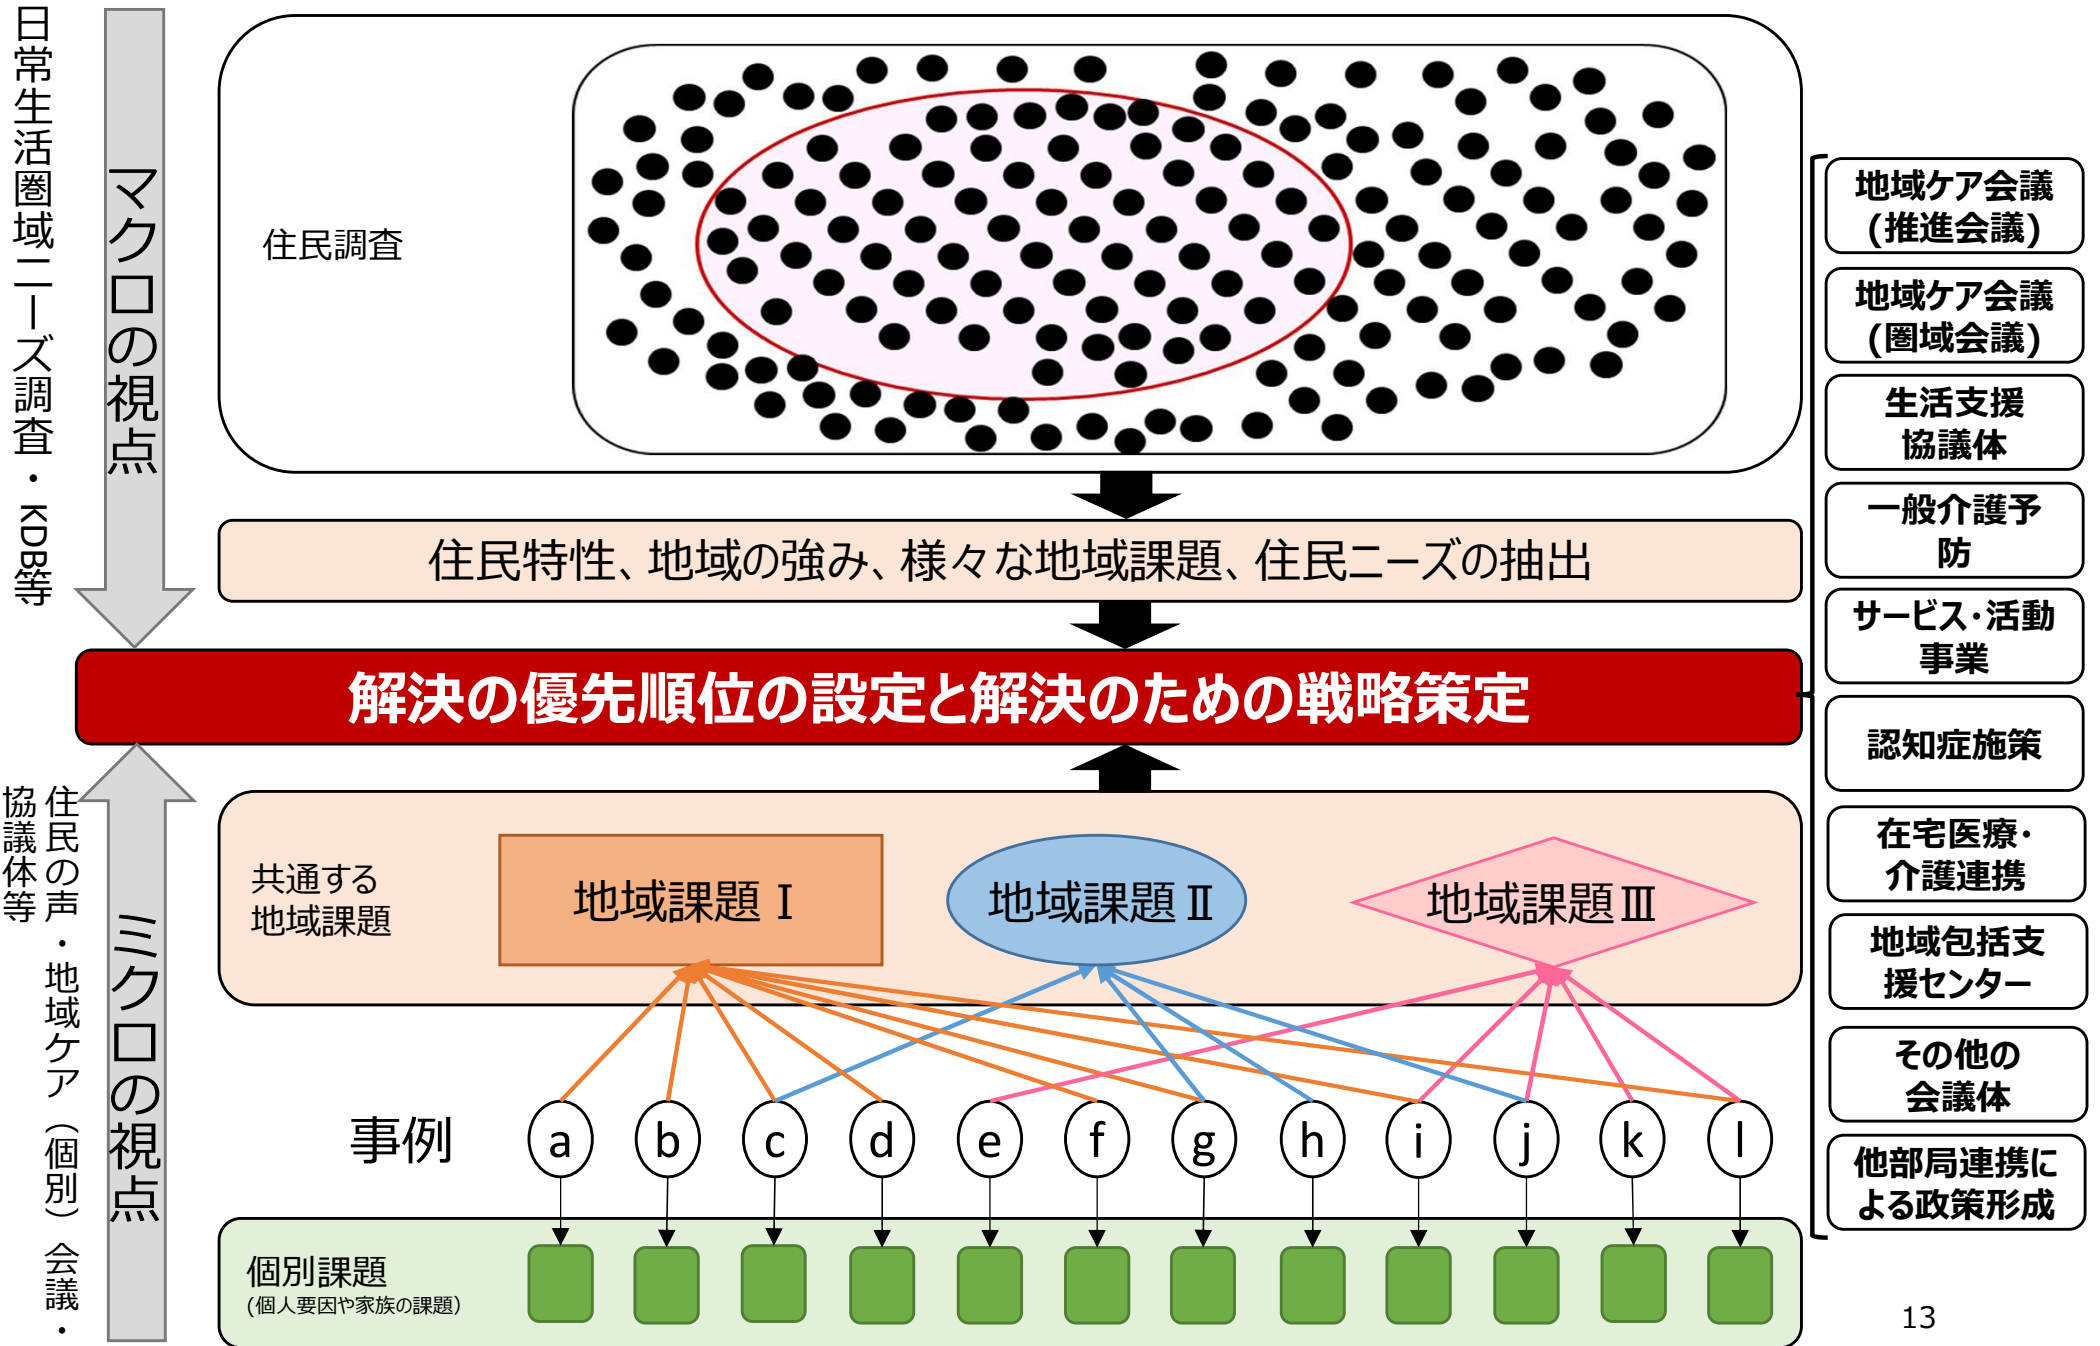 日常生活圏域ニーズ調査・KDB等
マクロの視点
住民調査
住民特性、地域の強み、様々な地域課題、住民ニーズの抽出
解決の優先順位の設定と解決のための戦略策定
住民の声・地域ケア（個別）会議・
協議体等
ミクロの視点
共通する
地域課題
地域課題Ⅰ
地域課題Ⅱ
地域課題Ⅲ
事例
a
b
c
d
e
f
g
h
i
j
k
l
個別課題
(個人要因や家族の課題)
地域ケア会議
(推進会議)
地域ケア会議
(圏域会議)
生活支援
協議体
一般介護予
防
サービス・活動
事業
認知症施策
在宅医療・
介護連携
地域包括支
援センター
その他の
会議体
他部局連携に
よる政策形成
13